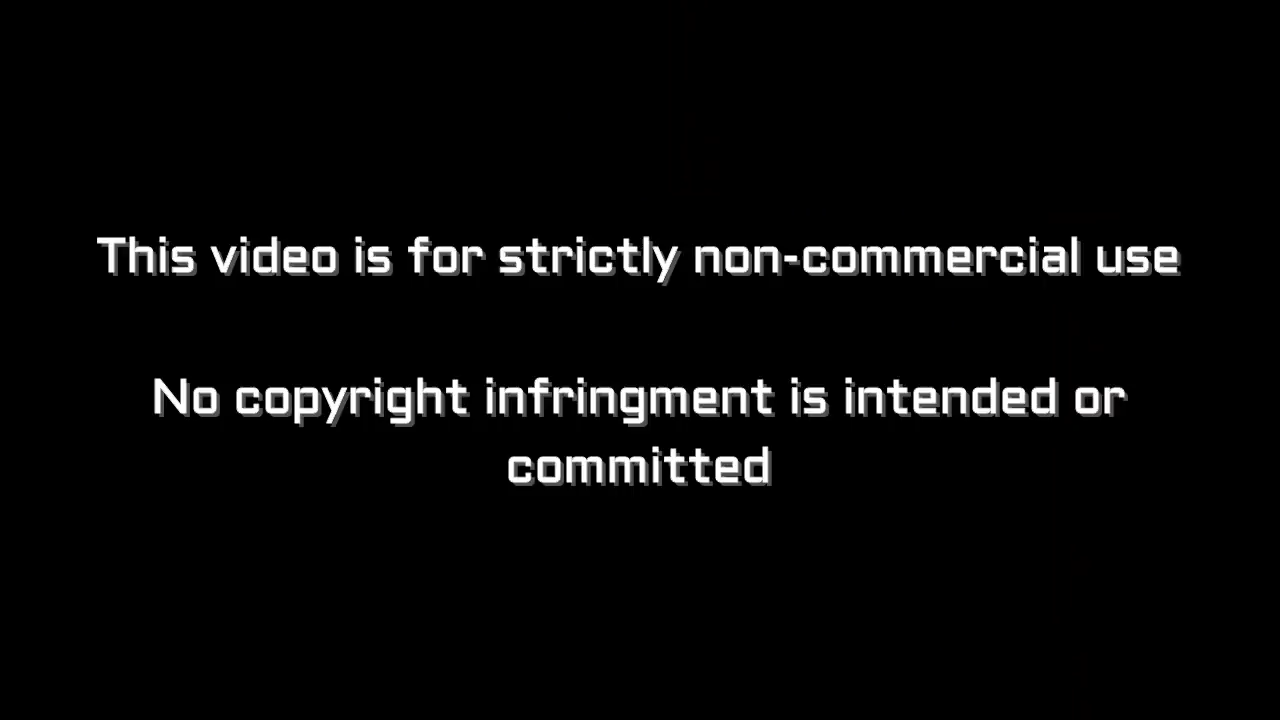 This video is for strictly non-commercial use
No copyright infringment is intended or
committed